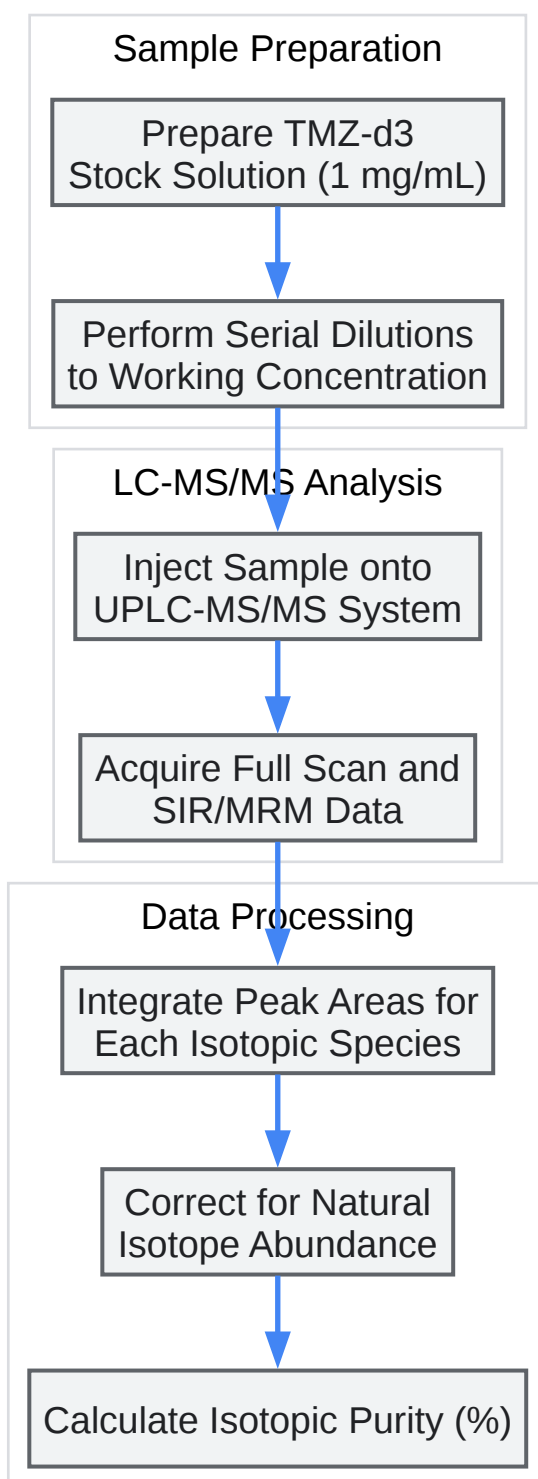 Sample Preparation
Prepare TMZ-d3
Stock Solution (1 mg/mL)
Perform Serial Dilutions
to Working Concentration
LC-MS/MS Analysis
Inject Sample onto
UPLC-MS/MS System
Acquire Full Scan and
SIR/MRM Data
Data Processing
Integrate Peak Areas for
Each Isotopic Species
Correct for Natural
Isotope Abundance
Calculate Isotopic Purity (%)